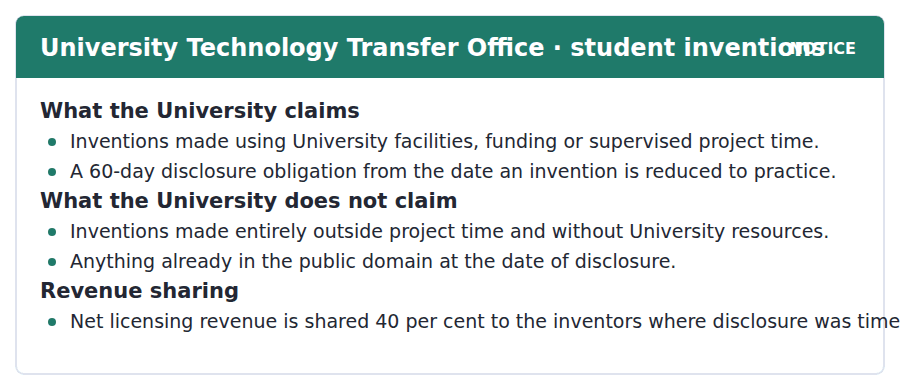 University Technology Transfer Office · student inventions
NOTICE
What the University claims
Inventions made using University facilities, funding or supervised project time.
A 60-day disclosure obligation from the date an invention is reduced to practice.
What the University does not claim
Inventions made entirely outside project time and without University resources.
Anything already in the public domain at the date of disclosure.
Revenue sharing
Net licensing revenue is shared 40 per cent to the inventors where disclosure was time